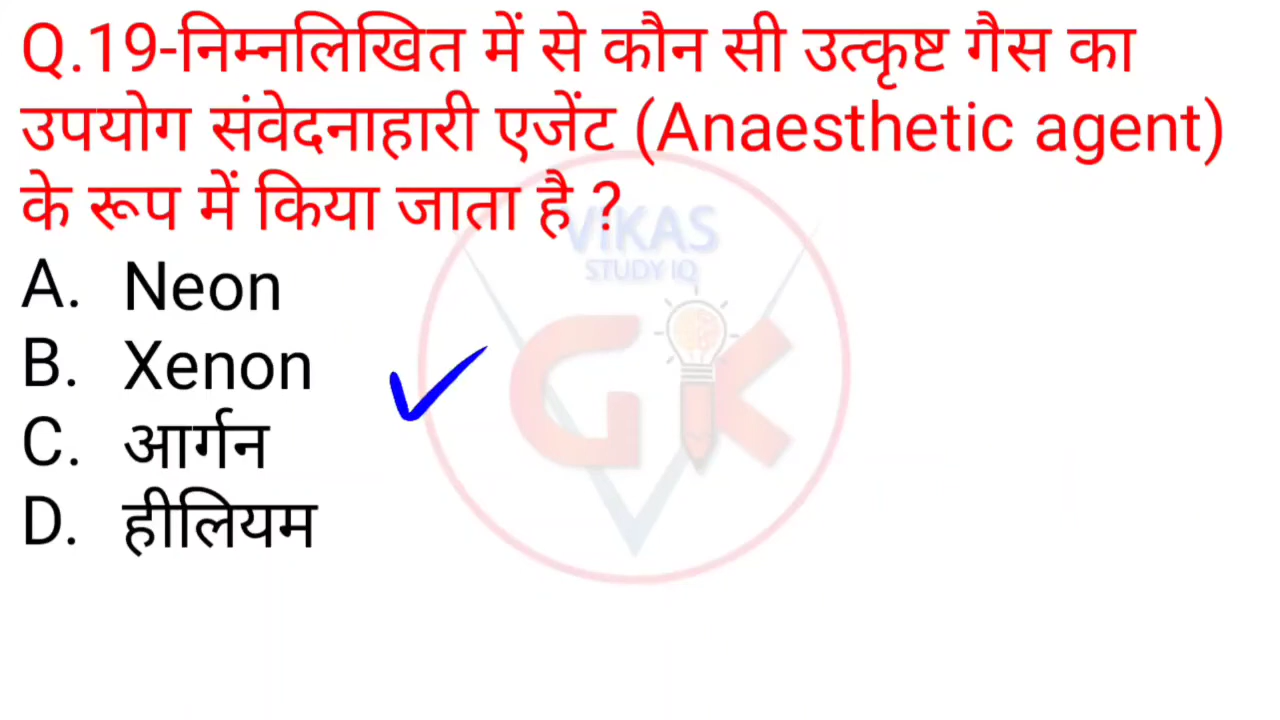 Q.19-निम्नलिखित में से कौन सी उत्कृष्ट गैस का
उपयोग संवेदनाहारी एजेंट (Anaesthetic agent)
के रूप में किया जाता है ?
VIKAS
STUDY IQ
GK
A. Neon
B. Xenon
C. आर्गन
D. हीलियम